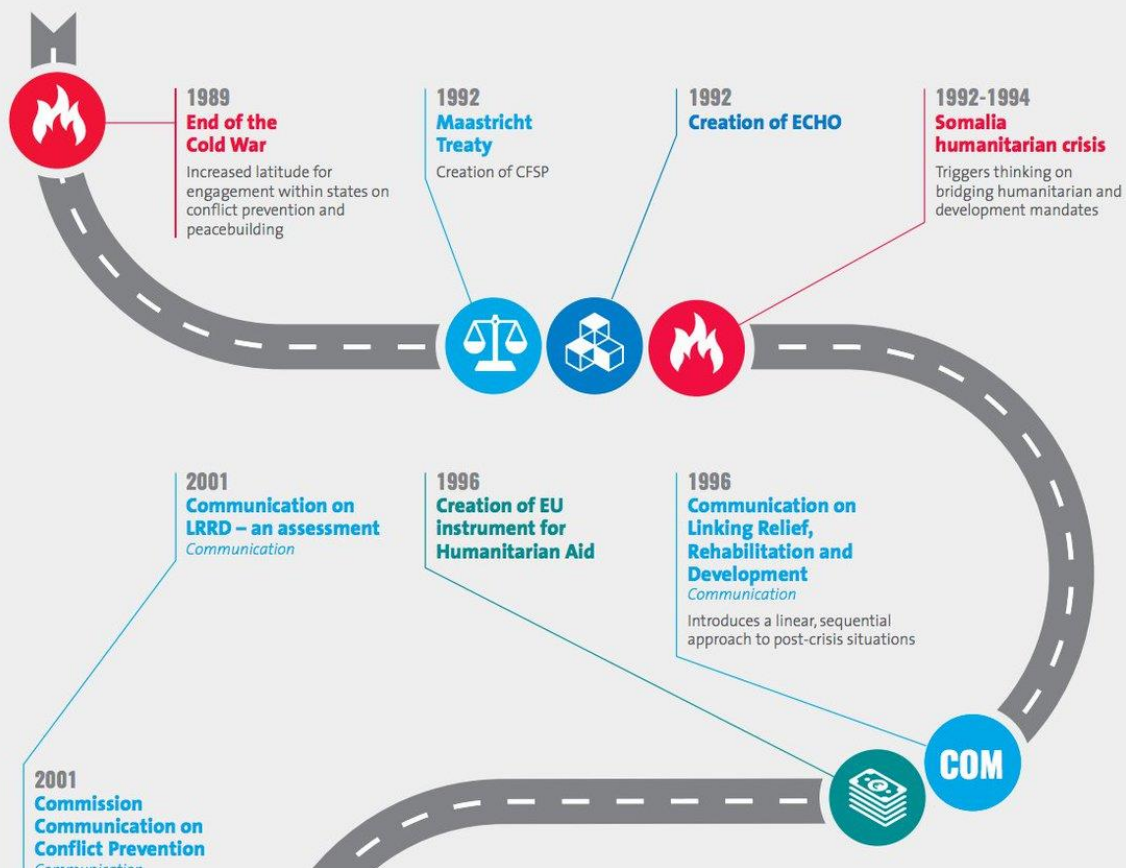 1989
End of the
Cold War
Increased latitude for
engagement within states on
conflict prevention and
peacebuilding
1992
Maastricht
Treaty
Creation of CFSP
1992
Creation of ECHO
1992-1994
Somalia
humanitarian crisis
Triggers thinking on
bridging humanitarian and
development mandates
2001
Communication on
LRRD – an assessment
Communication
1996
Creation of EU
instrument for
Humanitarian Aid
1996
Communication on
Linking Relief,
Rehabilitation and
Development
Communication
Introduces a linear, sequential
approach to post-crisis situations
COM
2001
Commission
Communication on
Conflict Prevention
Communication